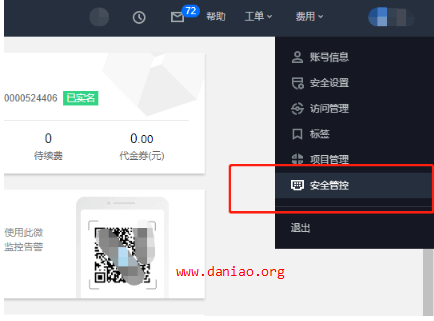 72 帮助 工单 费用
账号信息
0000524406 已实名
安全设置
访问管理
0 0.00
标签
待续费 代金券(元)
项目管理
安全管控
使用此微
退出
监控告警
www.daniao.org